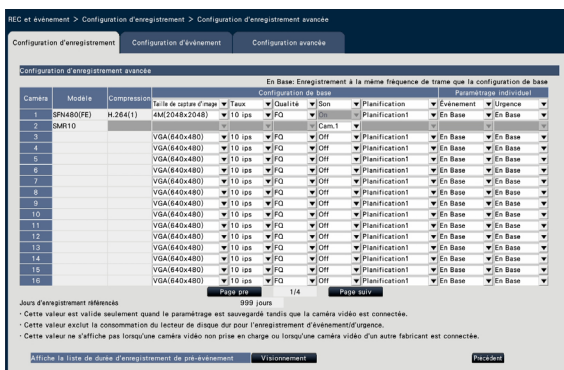 REC et événement > Configuration d'enregistrement > Configuration d'enregistrement avancée
Configuration d'enregistrement Configuration d'événement Configuration avancée
Configuration d'enregistrement avancée
En Base: Enregistrement à la même fréquence de trame que la configuration de base
Caméra Modèle Compression Configuration de base Paramétrage individuel
Taille de capture d'image Taux Qualité Son Planification Événement Urgence
1 SFN480(FE) H.264(1) 4M(2048x2048) 10 ips FQ On Planification1 En Base En Base
2 SMR10 Cam.1
3 VGA(640x480) 10 ips FQ Off Planification1 En Base En Base
4 VGA(640x480) 10 ips FQ Off Planification1 En Base En Base
5 VGA(640x480) 10 ips FQ Off Planification1 En Base En Base
6 VGA(640x480) 10 ips FQ Off Planification1 En Base En Base
7 VGA(640x480) 10 ips FQ Off Planification1 En Base En Base
8 VGA(640x480) 10 ips FQ Off Planification1 En Base En Base
9 VGA(640x480) 10 ips FQ Off Planification1 En Base En Base
10 VGA(640x480) 10 ips FQ Off Planification1 En Base En Base
11 VGA(640x480) 10 ips FQ Off Planification1 En Base En Base
12 VGA(640x480) 10 ips FQ Off Planification1 En Base En Base
13 VGA(640x480) 10 ips FQ Off Planification1 En Base En Base
14 VGA(640x480) 10 ips FQ Off Planification1 En Base En Base
15 VGA(640x480) 10 ips FQ Off Planification1 En Base En Base
16 VGA(640x480) 10 ips FQ Off Planification1 En Base En Base
Page pre 1/4 Page suiv
Jours d'enregistrement référencés 999 jours
· Cette valeur est valide seulement quand le paramétrage est sauvegardé tandis que la caméra vidéo est connectée.
· Cette valeur exclut la consommation du lecteur de disque dur pour l'enregistrement d'événement/d'urgence.
· Cette valeur ne s'affiche pas lorsqu'une caméra vidéo non prise en charge ou lorsqu'une caméra vidéo d'un autre fabricant est connectée.
Affiche la liste de durée d'enregistrement de pré-événement Visionnement Précédent